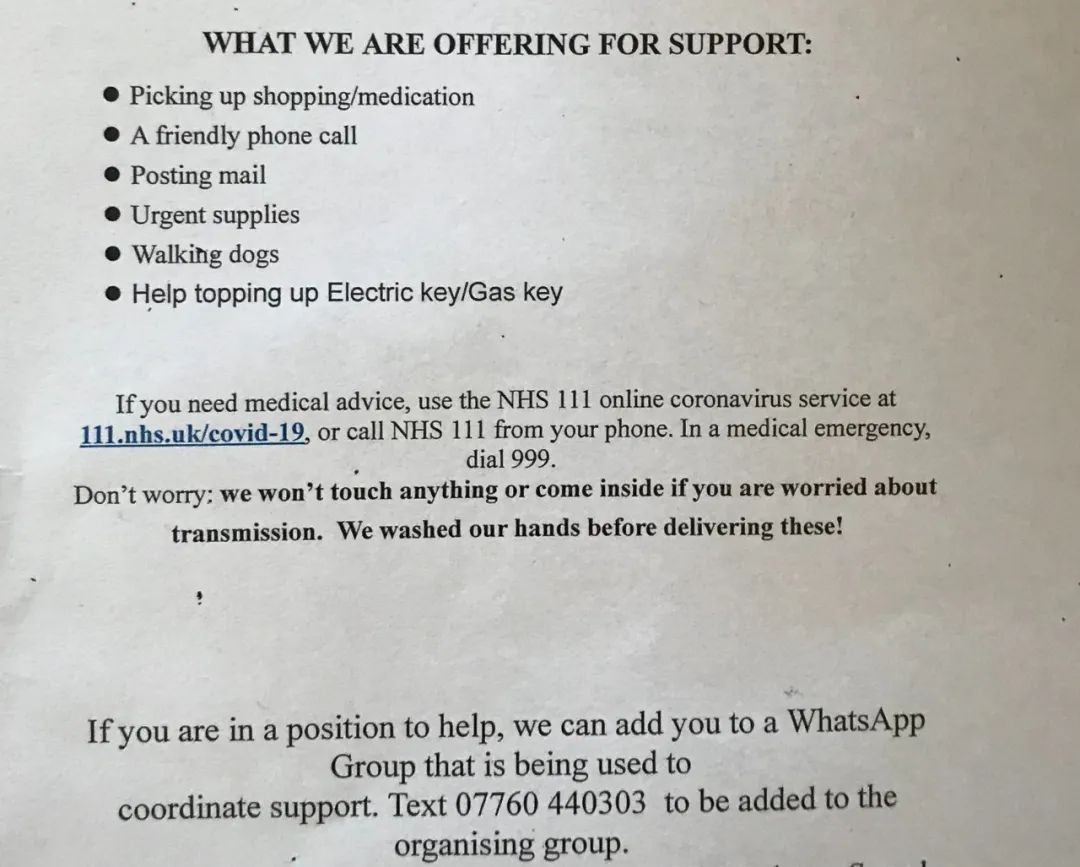 WHAT WE ARE OFFERING FOR SUPPORT:
● Picking up shopping/medication
● A friendly phone call
● Posting mail
● Urgent supplies
● Walking dogs
● Help topping up Electric key/Gas key
If you need medical advice, use the NHS 111 online coronavirus service at
111.nhs.uk/covid-19, or call NHS 111 from your phone. In a medical emergency,
dial 999.
Don’t worry: we won’t touch anything or come inside if you are worried about
transmission. We washed our hands before delivering these!
If you are in a position to help, we can add you to a WhatsApp
Group that is being used to
coordinate support. Text 07760 440303 to be added to the
organising group.